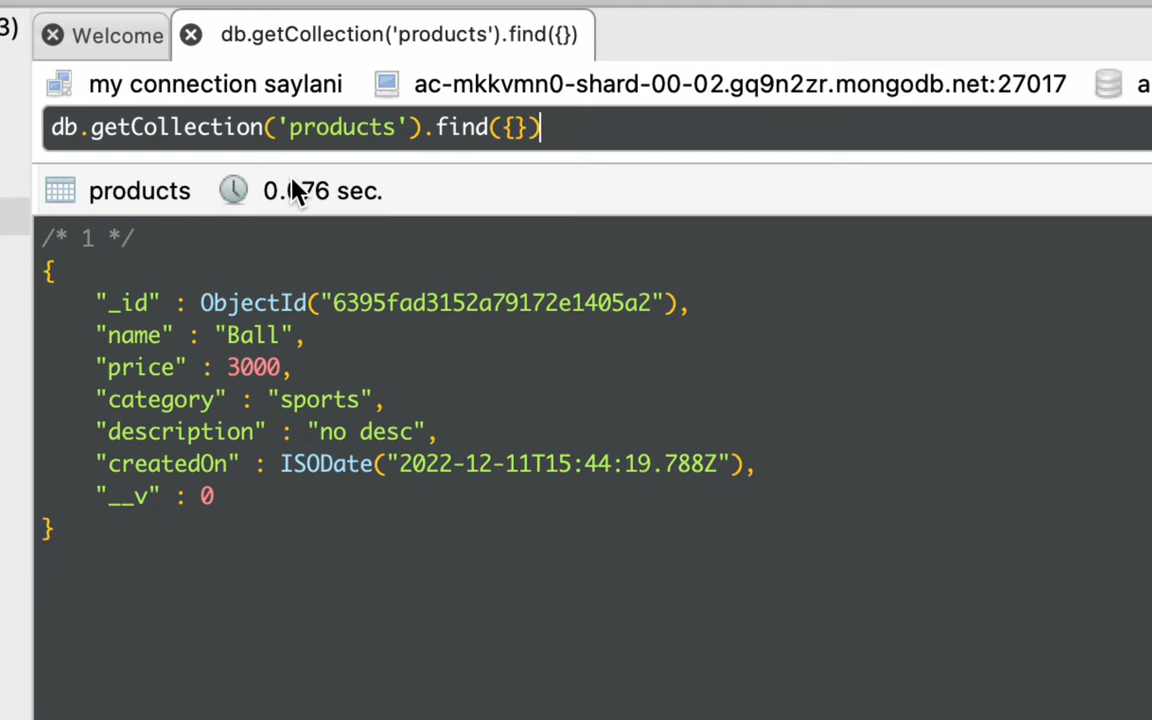 3)
Welcome
db.getCollection('products').find({})
my connection saylani
ac-mkkvmn0-shard-00-02.gq9n2zr.mongodb.net:27017
a
db.getCollection('products').find({})
products
sec.
/* 1 */
{
"_id" : ObjectId("6395fad3152a79172e1405a2"),
"name" : "Ball",
"price" : 3000,
"category" : "sports",
"description" : "no desc",
"createdOn" : ISODate("2022-12-11T15:44:19.788Z"),
"__v" : 0
}